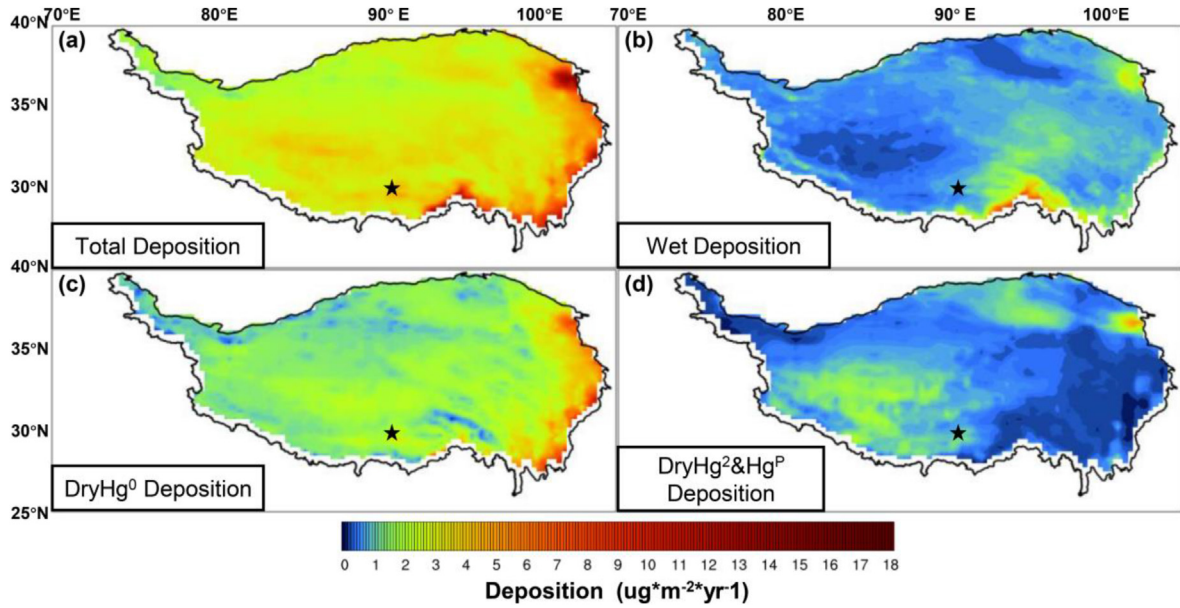 70°E 80°E 90°E 100°E 70°E 80°E 90°E 100°E
40°N
(a) (b)
35°N
30°N
Total Deposition Wet Deposition
40°N
(c) (d)
35°N
30°N
DryHg⁰ Deposition DryHg²&Hgᴾ
Deposition
25°N
0 1 2 3 4 5 6 7 8 9 10 11 12 13 14 15 16 17 18
Deposition (ug*m-²*yr-1)